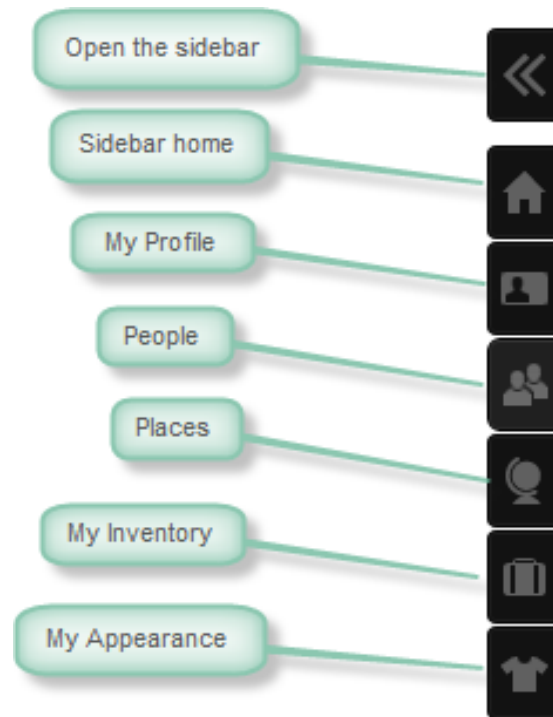 Open the sidebar
Sidebar home
My Profile
People
Places
My Inventory
My Appearance